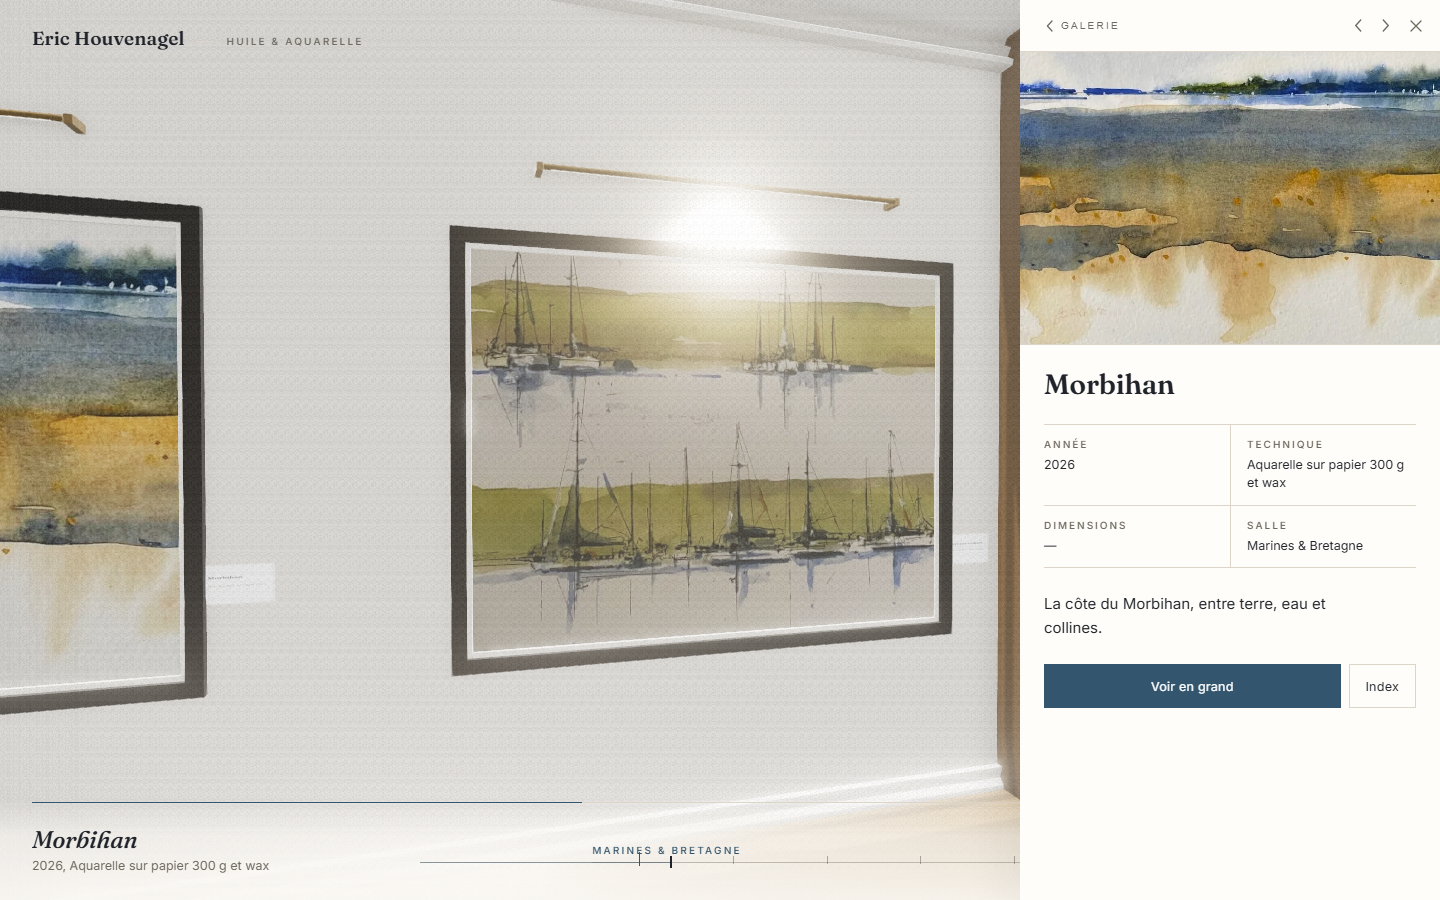 Eric Houvenagel
HUILE & AQUARELLE
GALERIE
Morbihan
ANNÉE
2026
TECHNIQUE
Aquarelle sur papier 300 g
et wax
DIMENSIONS
—
SALLE
Marines & Bretagne
La côte du Morbihan, entre terre, eau et
collines.
Voir en grand
Index
Morbihan
2026, Aquarelle sur papier 300 g et wax
MARINES & BRETAGNE